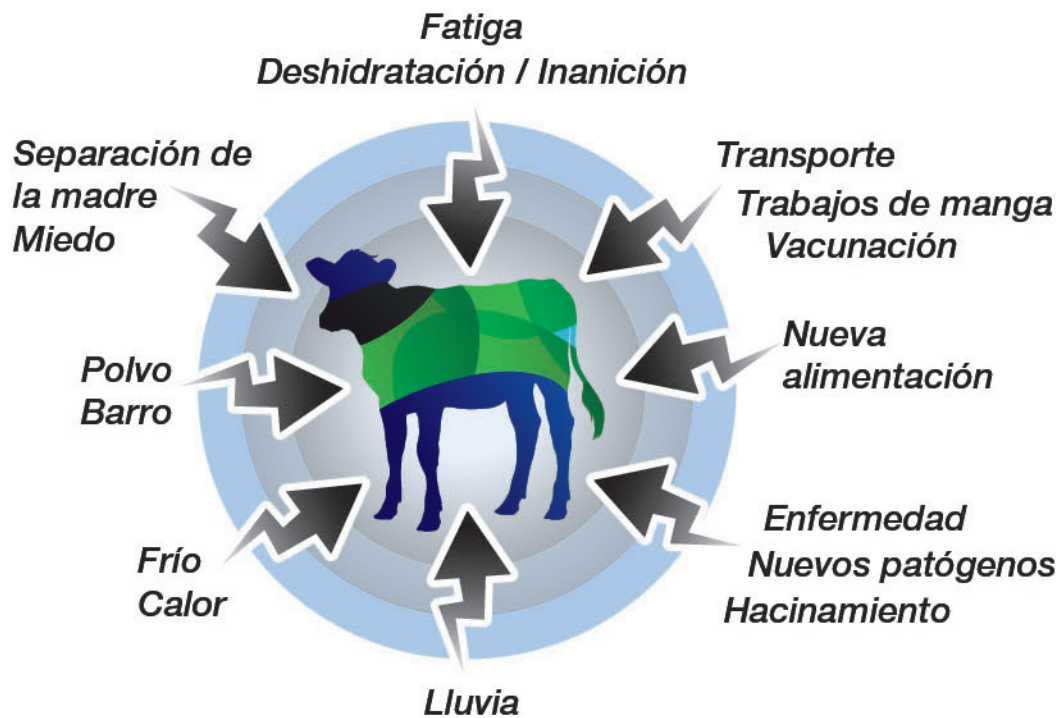 Fatiga
Deshidratación / Inanición
Separación de
la madre
Miedo
Transporte
Trabajos de manga
Vacunación
Polvo
Barro
Nueva
alimentación
Frío
Calor
Enfermedad
Nuevos patógenos
Hacinamiento
Lluvia